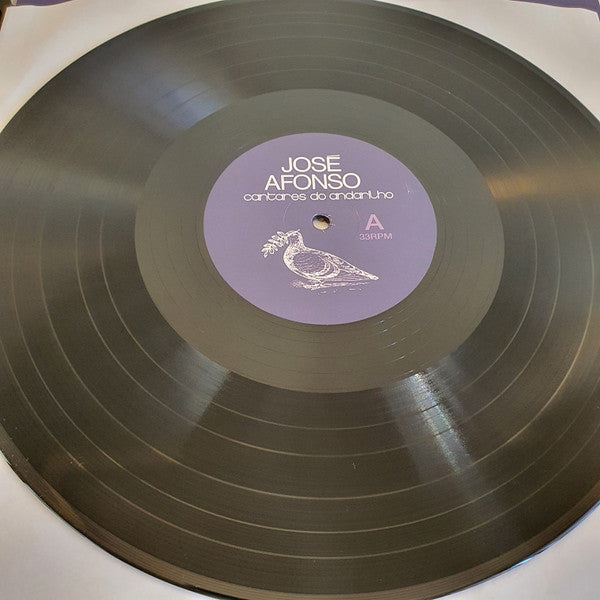 JOSÉ
AFONSO
cantares do andarilho
A
33RPM